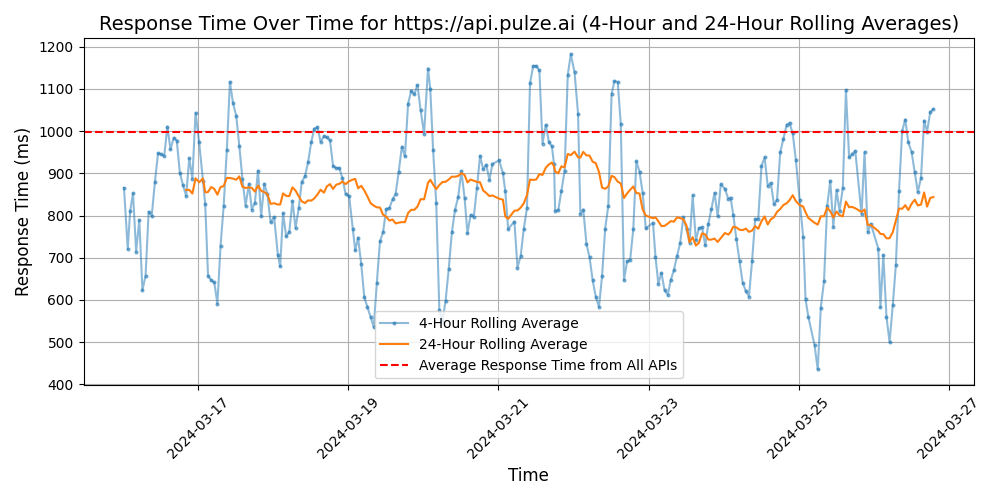 Response Time Over Time for https://api.pulze.ai (4-Hour and 24-Hour Rolling Averages)
Response Time (ms)
1200
1100
1000
900
800
700
600
500
400
4-Hour Rolling Average
24-Hour Rolling Average
Average Response Time from All APIs
2024-03-17
2024-03-19
2024-03-21
2024-03-23
2024-03-25
2024-03-27
Time